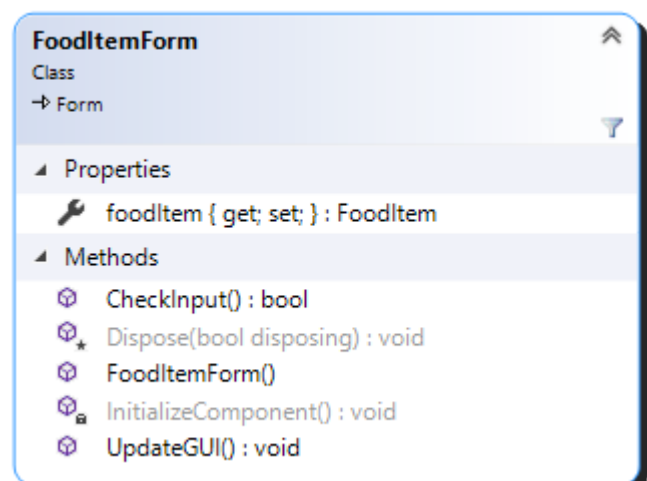 FoodItemForm
Class
Form
Properties
foodItem { get; set; } : FoodItem
Methods
CheckInput() : bool
Dispose(bool disposing) : void
FoodItemForm()
InitializeComponent() : void
UpdateGUI() : void